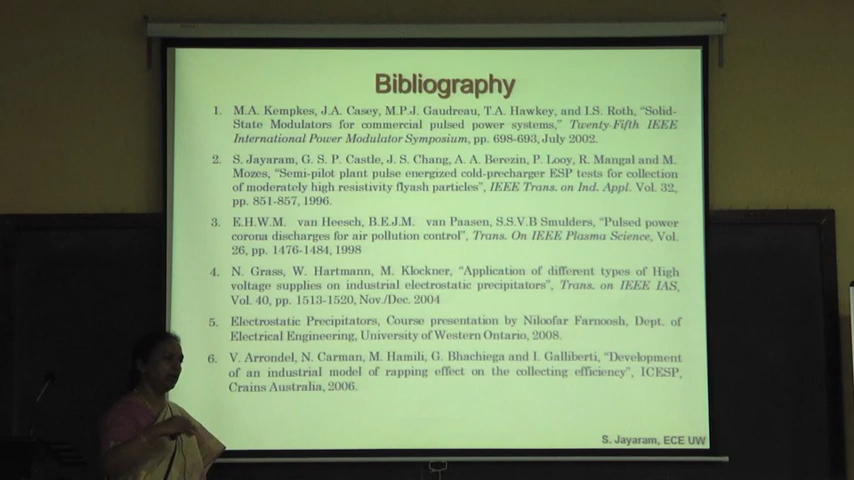 Bibliography
1. M.A. Kempkes, J.A. Casey, M.P.J. Gaudreau, T.A. Hawkey, and I.S. Roth, "Solid-
State Modulators for commercial pulsed power systems," Twenty-Fifth IEEE
International Power Modulator Symposium, pp. 698-693, July 2002.
2. S. Jayaram, G. S. P. Castle, J. S. Chang, A. A. Berezin, P. Looy, R. Mangal and M.
Mozes, "Semi-pilot plant pulse energized cold-precharger ESP tests for collection
of moderately high resistivity flyash particles", IEEE Trans. on Ind. Appl. Vol. 32,
pp. 851-857, 1996.
3. E.H.W.M. van Heesch, B.E.J.M. van Paasen, S.S.V.B Smulders, "Pulsed power
corona discharges for air pollution control", Trans. On IEEE Plasma Science, Vol.
26, pp. 1476-1484, 1998
4. N. Grass, W. Hartmann, M. Klockner, "Application of different types of High
voltage supplies on industrial electrostatic precipitators", Trans. on IEEE IAS,
Vol. 40, pp. 1513-1520, Nov./Dec. 2004
5. Electrostatic Precipitators, Course presentation by Niloofar Farnoosh, Dept. of
Electrical Engineering, University of Western Ontario, 2008.
6. V. Arrondel, N. Carman, M. Hamili, G. Bhachiega and I. Galliberti, "Development
of an industrial model of rapping effect on the collecting efficiency", ICESP,
Crains Australia, 2006.
S. Jayaram, ECE UW